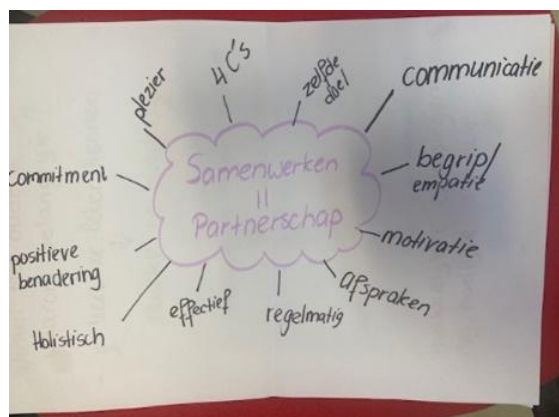 plezier
4 C's
zelfde
doel
communicatie
commitment
Samenwerken
=
Partnerschap
begrip/
empatie
motivatie
positieve
benadering
Holistisch
effectief
regelmatig
afspraken